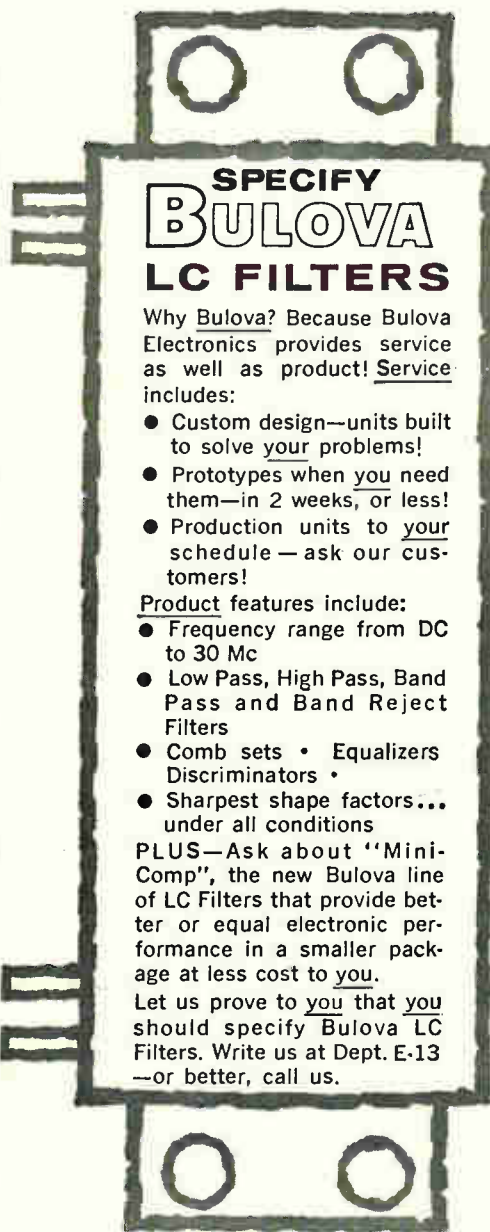 SPECIFY
BULOVA
LC FILTERS
Why Bulova? Because Bulova
Electronics provides service
as well as product! Service
includes:
● Custom design—units built
to solve your problems!
● Prototypes when you need
them—in 2 weeks, or less!
● Production units to your
schedule — ask our cus-
tomers!
Product features include:
● Frequency range from DC
to 30 Mc
● Low Pass, High Pass, Band
Pass and Band Reject
Filters
● Comb sets • Equalizers
Discriminators •
● Sharpest shape factors...
under all conditions
PLUS—Ask about "Mini-
Comp", the new Bulova line
of LC Filters that provide bet-
ter or equal electronic per-
formance in a smaller pack-
age at less cost to you.
Let us prove to you that you
should specify Bulova LC
Filters. Write us at Dept. E-13
—or better, call us.